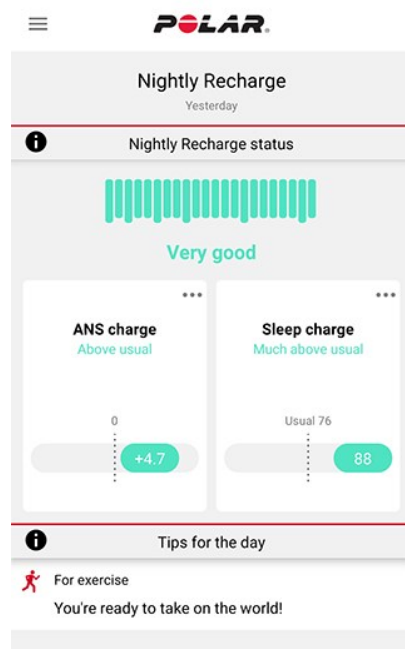 POLAR.
Nightly Recharge
Yesterday
Nightly Recharge status
Very good
ANS charge
Above usual
0
+4.7
Sleep charge
Much above usual
Usual 76
88
Tips for the day
For exercise
You're ready to take on the world!